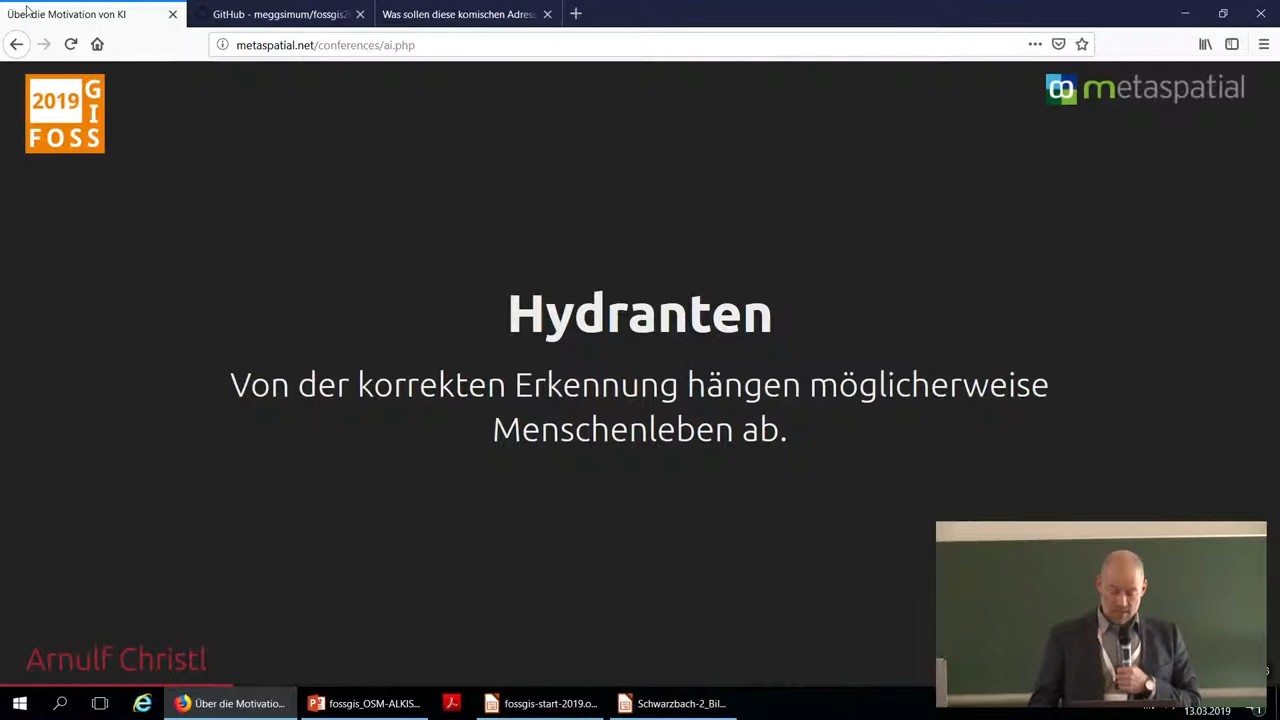 Über die Motivation von KI
GitHub - meggsimum/fossgis2
Was sollen diese komischen Adres
metaspatial.net/conferences/ai.php
2019
G
I
FOSS
metaspatial
Hydranten
Von der korrekten Erkennung hängen möglicherweise
Menschenleben ab.
Arnulf Christl
Über die Motivatio...
fossgis_OSM-ALKIS...
fossgis-start-2019.o...
Schwarzbach-2_Bil...
13.03.2019